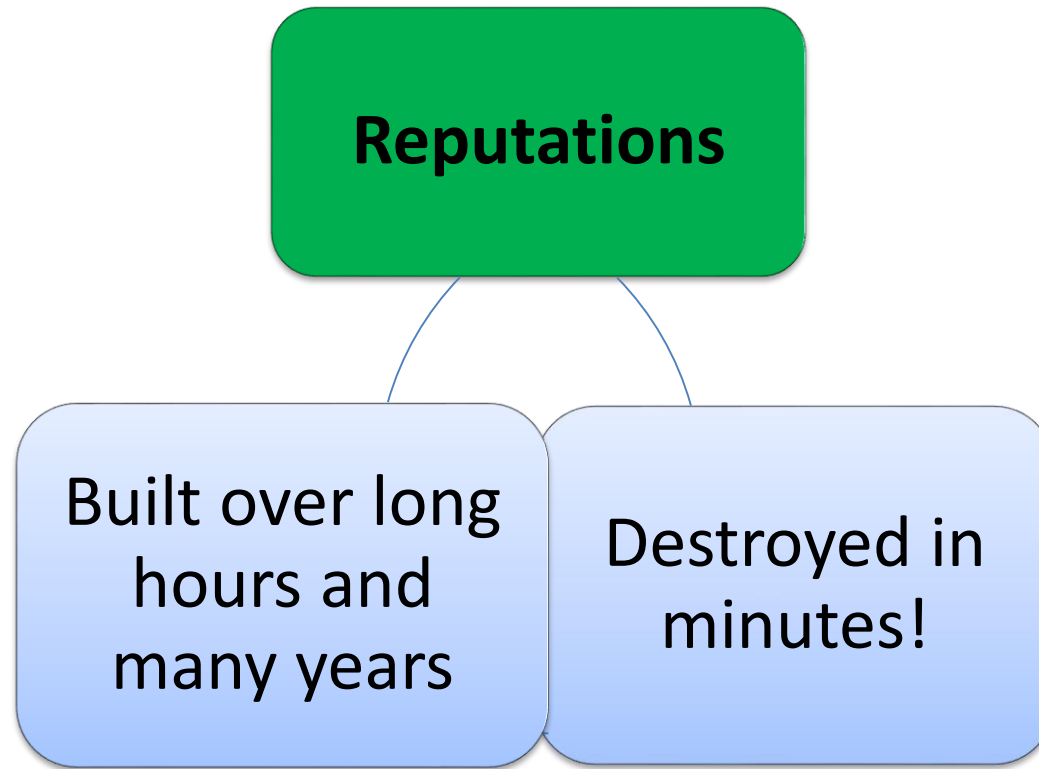 Reputations
Built over long
hours and
many years
Destroyed in
minutes!